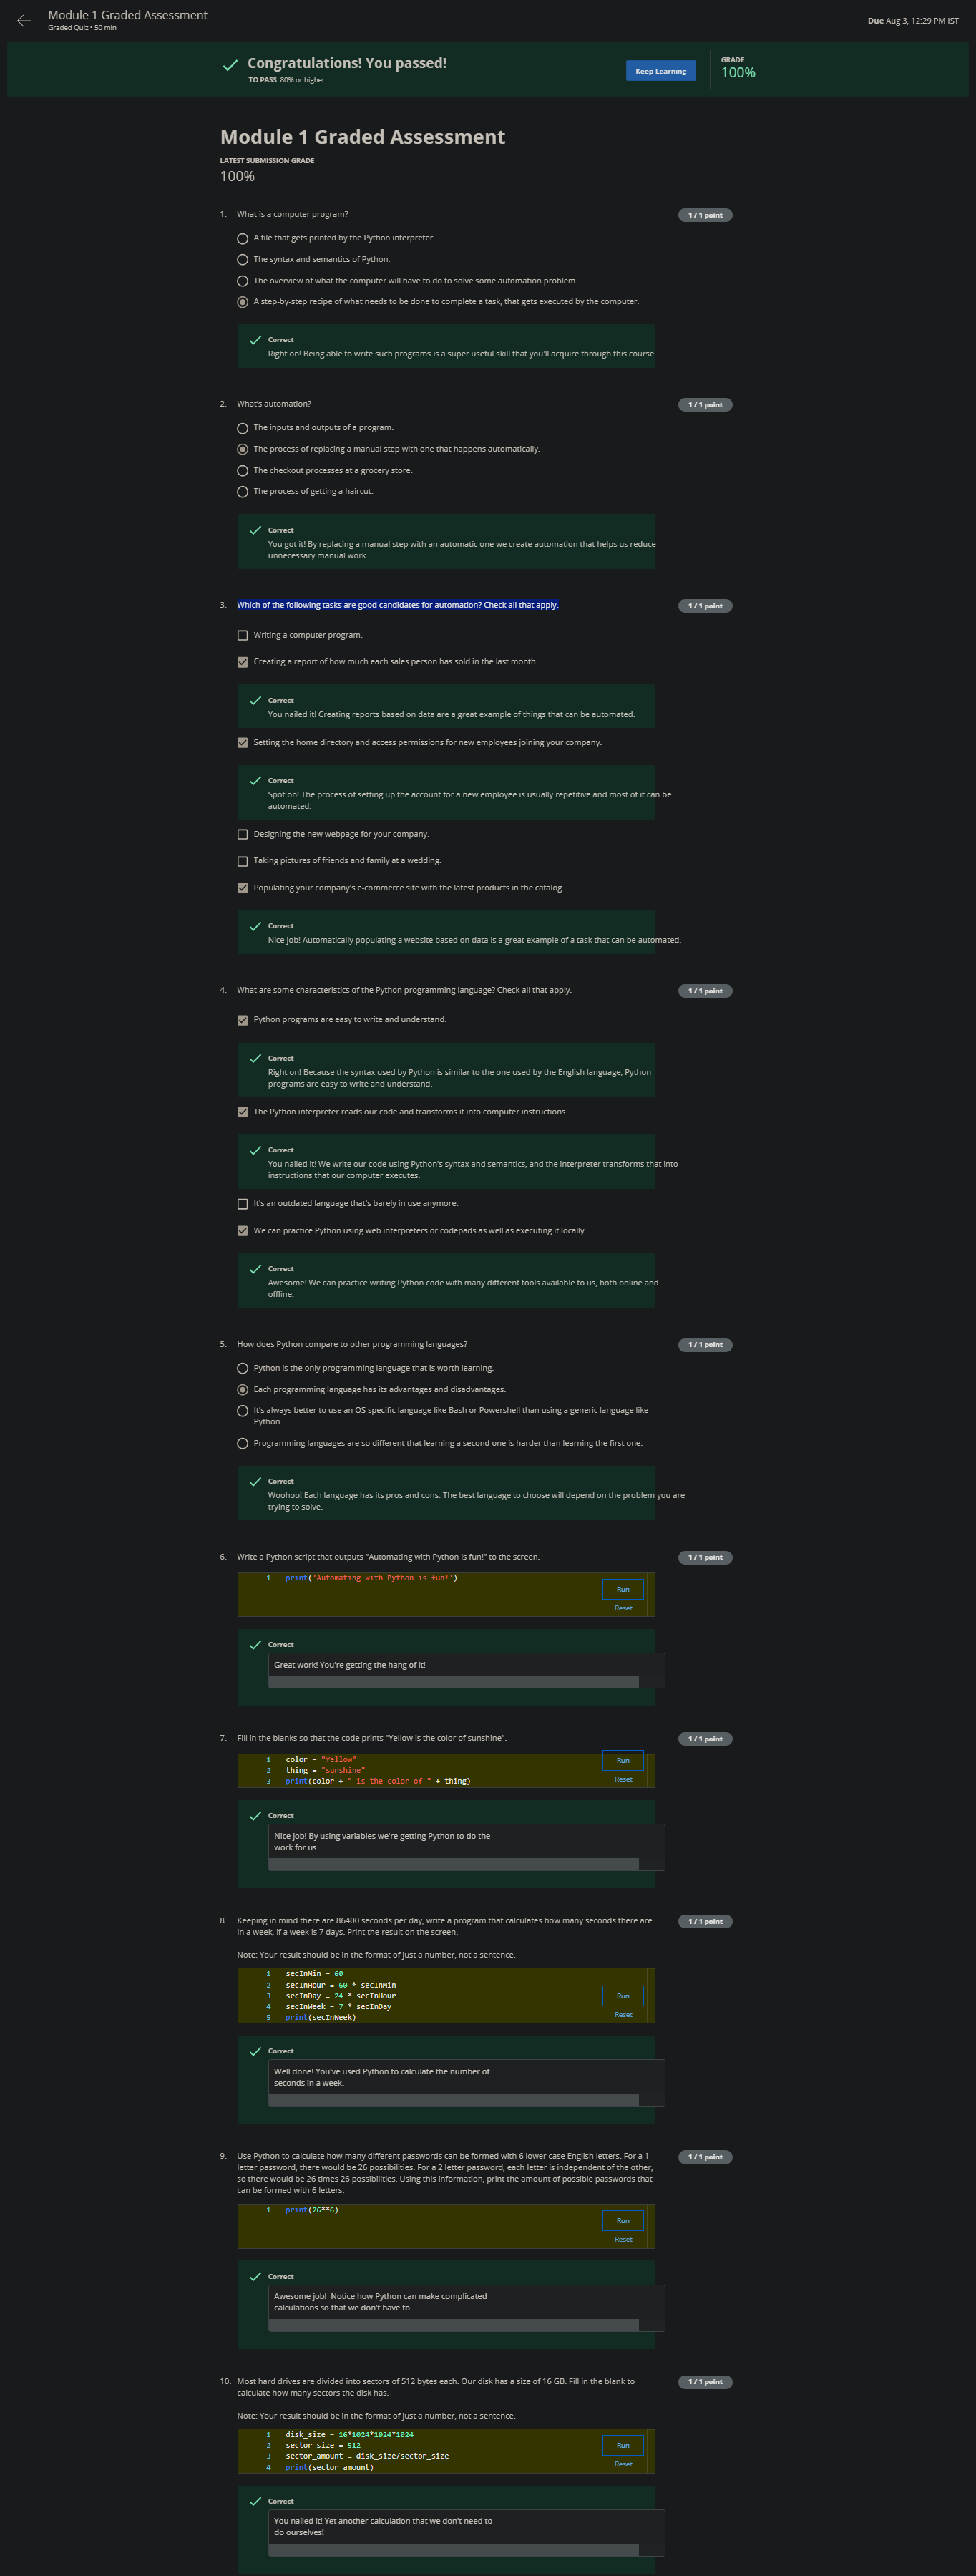 Module 1 Graded Assessment
Graded Quiz • 50 min
Due Aug 3, 12:29 PM IST
Congratulations! You passed!
TO PASS 80% or higher
Keep Learning
GRADE
100%
Module 1 Graded Assessment
LATEST SUBMISSION GRADE
100%
1. What is a computer program?
1 / 1 point
A file that gets printed by the Python interpreter.
The syntax and semantics of Python.
The overview of what the computer will have to do to solve some automation problem.
A step-by-step recipe of what needs to be done to complete a task, that gets executed by the computer.
Correct
Right on! Being able to write such programs is a super useful skill that you'll acquire through this course.
2. What's automation?
1 / 1 point
The inputs and outputs of a program.
The process of replacing a manual step with one that happens automatically.
The checkout processes at a grocery store.
The process of getting a haircut.
Correct
You got it! By replacing a manual step with an automatic one we create automation that helps us reduce
unnecessary manual work.
3. Which of the following tasks are good candidates for automation? Check all that apply.
1 / 1 point
Writing a computer program.
Creating a report of how much each sales person has sold in the last month.
Correct
You nailed it! Creating reports based on data are a great example of things that can be automated.
Setting the home directory and access permissions for new employees joining your company.
Correct
Spot on! The process of setting up the account for a new employee is usually repetitive and most of it can be
automated.
Designing the new webpage for your company.
Taking pictures of friends and family at a wedding.
Populating your company's e-commerce site with the latest products in the catalog.
Correct
Nice job! Automatically populating a website based on data is a great example of a task that can be automated.
4. What are some characteristics of the Python programming language? Check all that apply.
1 / 1 point
Python programs are easy to write and understand.
Correct
Right on! Because the syntax used by Python is similar to the one used by the English language, Python
programs are easy to write and understand.
The Python interpreter reads our code and transforms it into computer instructions.
Correct
You nailed it! We write our code using Python's syntax and semantics, and the interpreter transforms that into
instructions that our computer executes.
It's an outdated language that's barely in use anymore.
We can practice Python using web interpreters or codepads as well as executing it locally.
Correct
Awesome! We can practice writing Python code with many different tools available to us, both online and
offline.
5. How does Python compare to other programming languages?
1 / 1 point
Python is the only programming language that is worth learning.
Each programming language has its advantages and disadvantages.
It's always better to use an OS specific language like Bash or Powershell than using a generic language like
Python.
Programming languages are so different that learning a second one is harder than learning the first one.
Correct
Woohoo! Each language has its pros and cons. The best language to choose will depend on the problem you are
trying to solve.
6. Write a Python script that outputs "Automating with Python is fun!" to the screen.
1 / 1 point
1 print('Automating with Python is fun!')
Run
Reset
Correct
Great work! You're getting the hang of it!
7. Fill in the blanks so that the code prints "Yellow is the color of sunshine".
1 / 1 point
1 color = "Yellow"
2 thing = "sunshine"
3 print(color + " is the color of " + thing)
Run
Reset
Correct
Nice job! By using variables we're getting Python to do the
work for us.
8. Keeping in mind there are 86400 seconds per day, write a program that calculates how many seconds there are
in a week, if a week is 7 days. Print the result on the screen.
1 / 1 point
Note: Your result should be in the format of just a number, not a sentence.
1 secInMin = 60
2 secInHour = 60 * secInMin
3 secInDay = 24 * secInHour
4 secInWeek = 7 * secInDay
5 print(secInWeek)
Run
Reset
Correct
Well done! You've used Python to calculate the number of
seconds in a week.
9. Use Python to calculate how many different passwords can be formed with 6 lower case English letters. For a 1
letter password, there would be 26 possibilities. For a 2 letter password, each letter is independent of the other,
so there would be 26 times 26 possibilities. Using this information, print the amount of possible passwords that
can be formed with 6 letters.
1 / 1 point
1 print(26**6)
Run
Reset
Correct
Awesome job! Notice how Python can make complicated
calculations so that we don't have to.
10. Most hard drives are divided into sectors of 512 bytes each. Our disk has a size of 16 GB. Fill in the blank to
calculate how many sectors the disk has.
1 / 1 point
Note: Your result should be in the format of just a number, not a sentence.
1 disk_size = 16*1024*1024*1024
2 sector_size = 512
3 sector_amount = disk_size/sector_size
4 print(sector_amount)
Run
Reset
Correct
You nailed it! Yet another calculation that we don't need to
do ourselves!